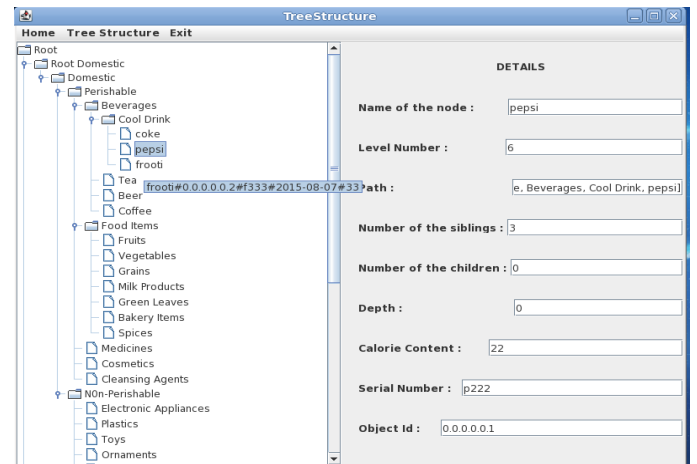 TreeStructure
Home Tree Structure Exit
Root
Root Domestic
Domestic
Perishable
Beverages
Cool Drink
coke
pepsi
frooti
Tea
frooti#0.0.0.0.0.2#f333#2015-08-07#33
Beer
Coffee
Food Items
Fruits
Vegetables
Grains
Milk Products
Green Leaves
Bakery Items
Spices
Medicines
Cosmetics
Cleansing Agents
N0n-Perishable
Electronic Appliances
Plastics
Toys
Ornaments
DETAILS
Name of the node : pepsi
Level Number : 6
Path : e, Beverages, Cool Drink, pepsi]
Number of the siblings : 3
Number of the children : 0
Depth : 0
Calorie Content : 22
Serial Number : p222
Object Id : 0.0.0.0.0.1